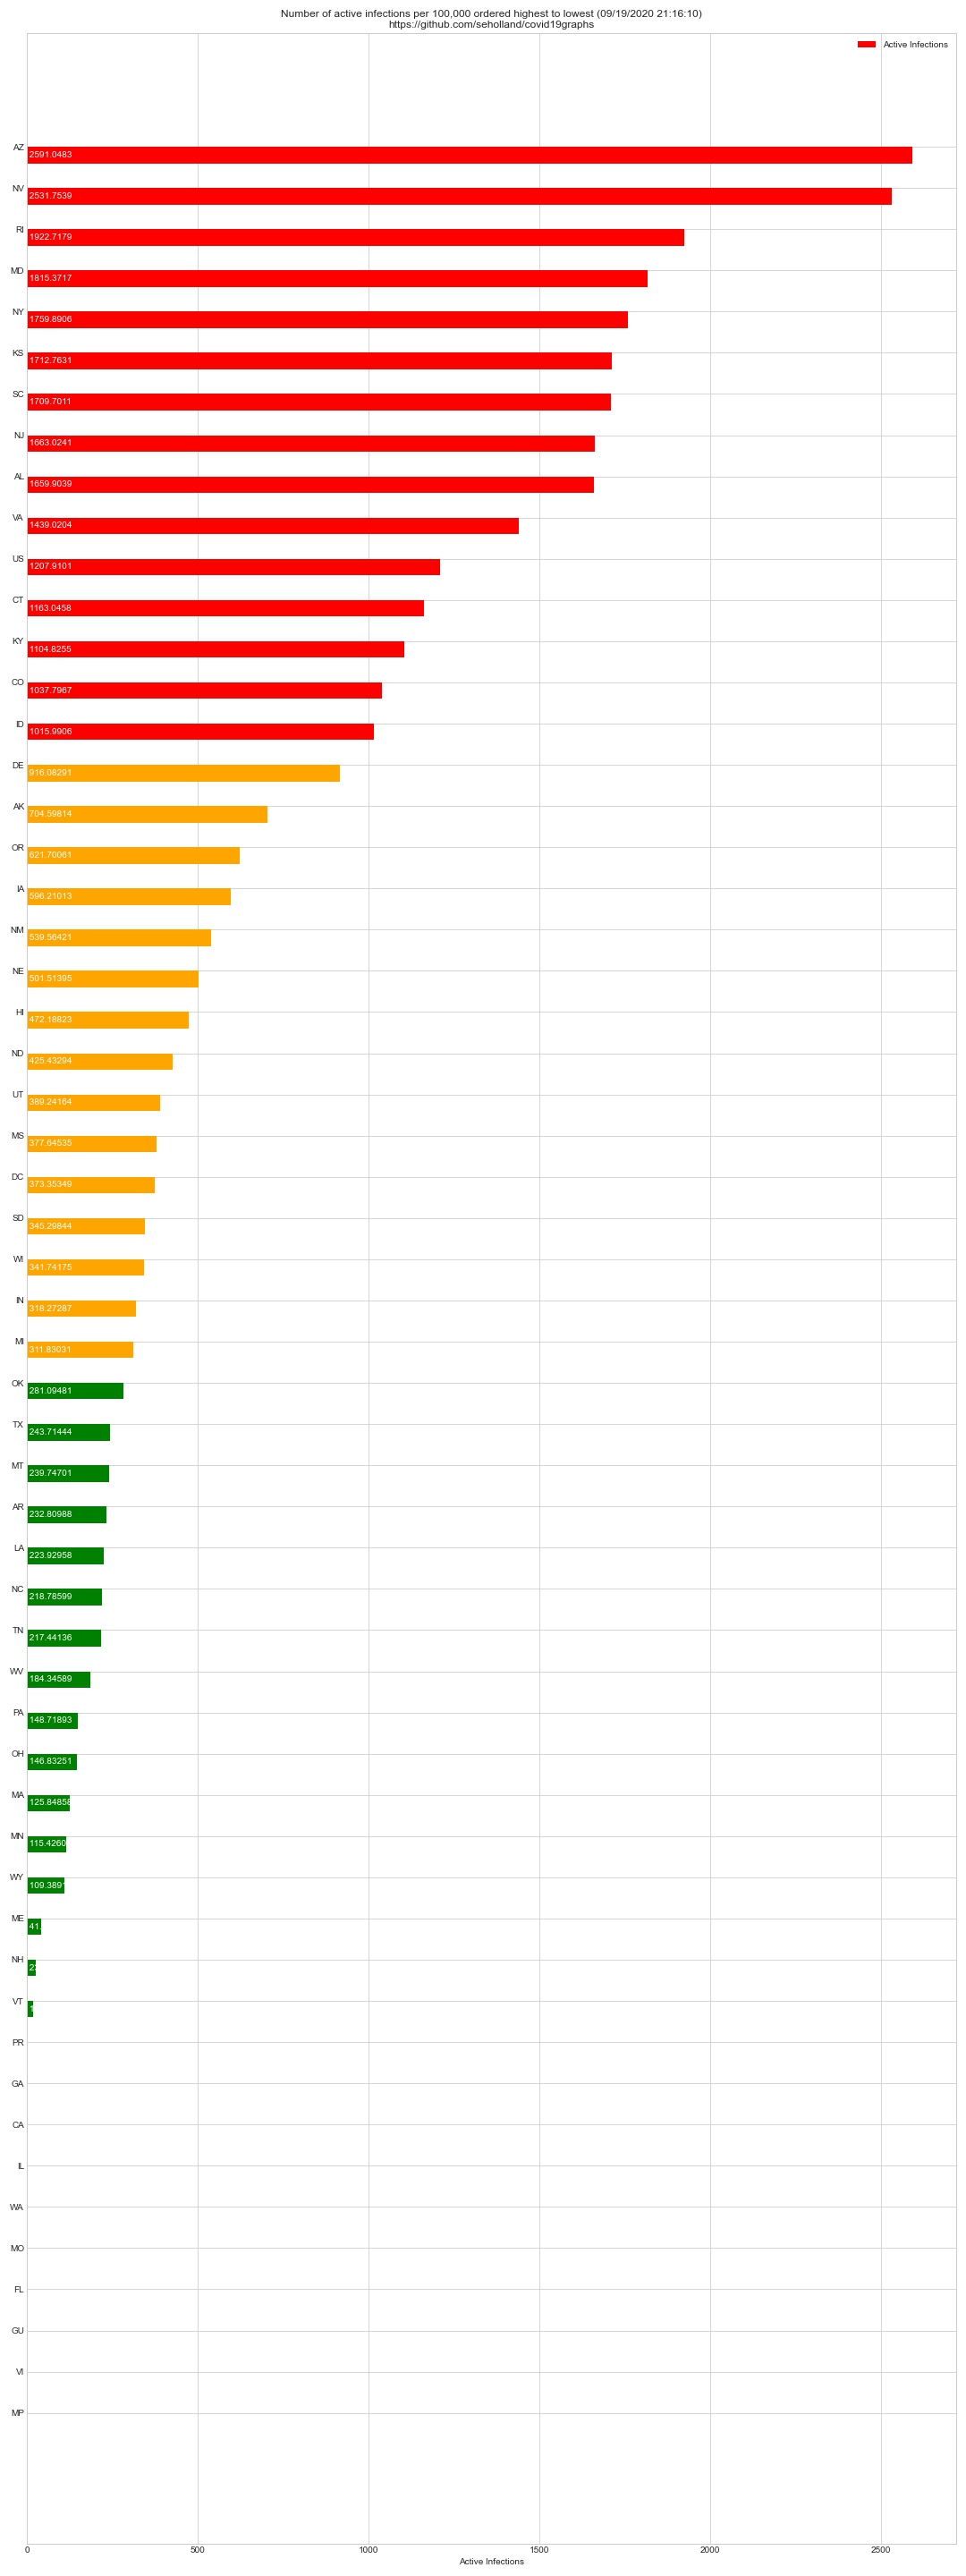 Number of active infections per 100,000 ordered highest to lowest (09/19/2020 21:16:10)
https://github.com/seholland/covid19graphs
Active Infections
AZ 2591.0483
NV 2531.7539
RI 1922.7179
MD 1815.3717
NY 1759.8906
KS 1712.7631
SC 1709.7011
NJ 1663.0241
AL 1659.9039
VA 1439.0204
US 1207.9101
CT 1163.0458
KY 1104.8255
CO 1037.7967
ID 1015.9906
DE 916.08291
AK 704.59814
OR 621.70061
IA 596.21013
NM 539.56421
NE 501.51395
HI 472.18823
ND 425.43294
UT 389.24164
MS 377.64535
DC 373.35349
SD 345.29844
WI 341.74175
IN 318.27287
MI 311.83031
OK 281.09481
TX 243.71444
MT 239.74701
AR 232.80988
LA 223.92958
NC 218.78599
TN 217.44136
WV 184.34589
PA 148.71893
OH 146.83251
MA 125.84858
MN 115.4260
WY 109.389
ME 41.
NH
VT
PR
GA
CA
IL
WA
MO
FL
GU
VI
MP
0 500 1000 1500 2000 2500
Active Infections